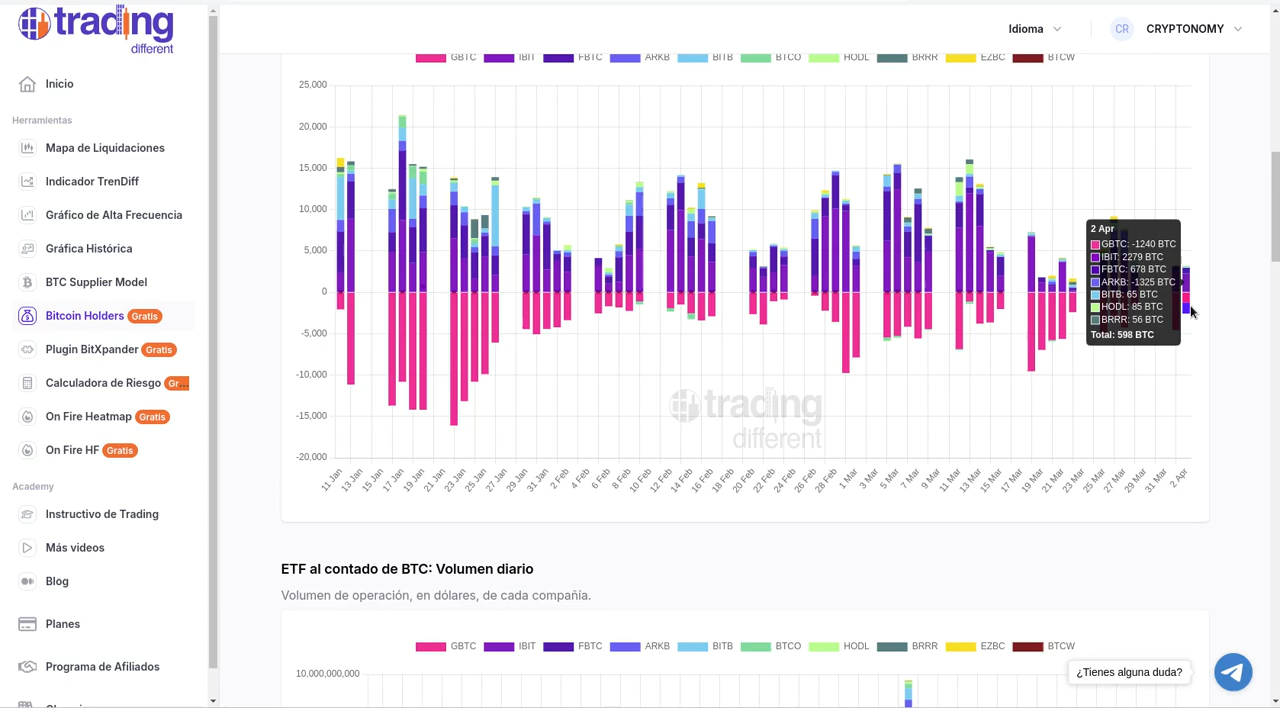 trading
different
Inicio
Herramientas
Mapa de Liquidaciones
Indicador TrenDiff
Gráfico de Alta Frecuencia
Gráfica Histórica
BTC Supplier Model
Bitcoin Holders Gratis
Plugin BitXpander Gratis
Calculadora de Riesgo Gr...
On Fire Heatmap Gratis
On Fire HF Gratis
Academy
Instructivo de Trading
Más videos
Blog
Planes
Programa de Afiliados
Idioma
CR CRYPTONOMY
GBTC IBIT FBTC ARKB BITB BTCO HODL BRRR EZBC BTCW
25,000
20,000
15,000
10,000
5,000
0
-5,000
-10,000
-15,000
-20,000
2 Apr
GBTC: -1240 BTC
IBIT: 2279 BTC
FBTC: 678 BTC
ARKB: -1325 BTC
BITB: 65 BTC
HODL: 85 BTC
BRRR: 56 BTC
Total: 598 BTC
trading
different
11 Jan 13 Jan 15 Jan 17 Jan 19 Jan 21 Jan 23 Jan 25 Jan 27 Jan 29 Jan 31 Jan 2 Feb 4 Feb 6 Feb 8 Feb 10 Feb 12 Feb 14 Feb 16 Feb 18 Feb 20 Feb 22 Feb 24 Feb 26 Feb 28 Feb 1 Mar 3 Mar 5 Mar 7 Mar 9 Mar 11 Mar 13 Mar 15 Mar 17 Mar 19 Mar 21 Mar 23 Mar 25 Mar 27 Mar 29 Mar 31 Mar 2 Apr
ETF al contado de BTC: Volumen diario
Volumen de operación, en dólares, de cada compañía.
GBTC IBIT FBTC ARKB BITB BTCO HODL BRRR EZBC BTCW
10,000,000,000
¿Tienes alguna duda?